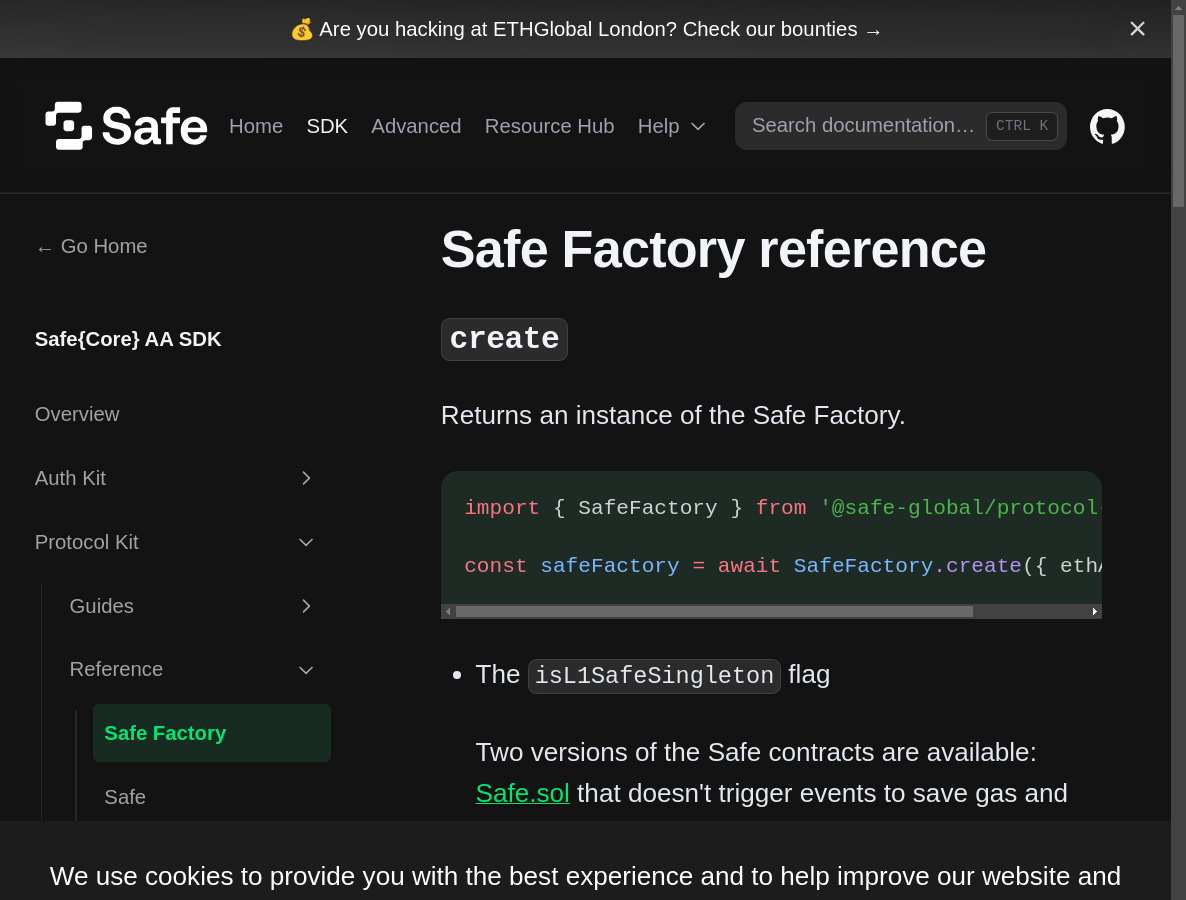 💰 Are you hacking at ETHGlobal London? Check our bounties →
Safe Home SDK Advanced Resource Hub Help Search documentation… CTRL K
← Go Home
Safe{Core} AA SDK
Overview
Auth Kit
Protocol Kit
Guides
Reference
Safe Factory
Safe
Safe Factory reference
create
Returns an instance of the Safe Factory.
import { SafeFactory } from '@safe-global/protocol-
const safeFactory = await SafeFactory.create({ ethA
• The isL1SafeSingleton flag
Two versions of the Safe contracts are available:
Safe.sol that doesn't trigger events to save gas and
We use cookies to provide you with the best experience and to help improve our website and